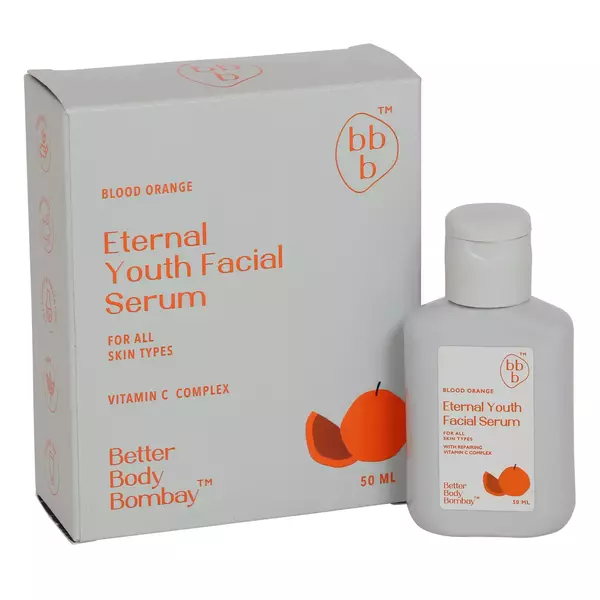 bb
b
TM
bb
b
BLOOD ORANGE
Eternal
Youth Facial
Serum
FOR ALL
SKIN TYPES
VITAMIN C COMPLEX
Better
Body
Bombay™
50 ML
TM
bb
b
BLOOD ORANGE
Eternal Youth
Facial Serum
FOR ALL
SKIN TYPES
WITH REPAIRING
VITAMIN C COMPLEX
Better
Body
Bombay™
50 ML